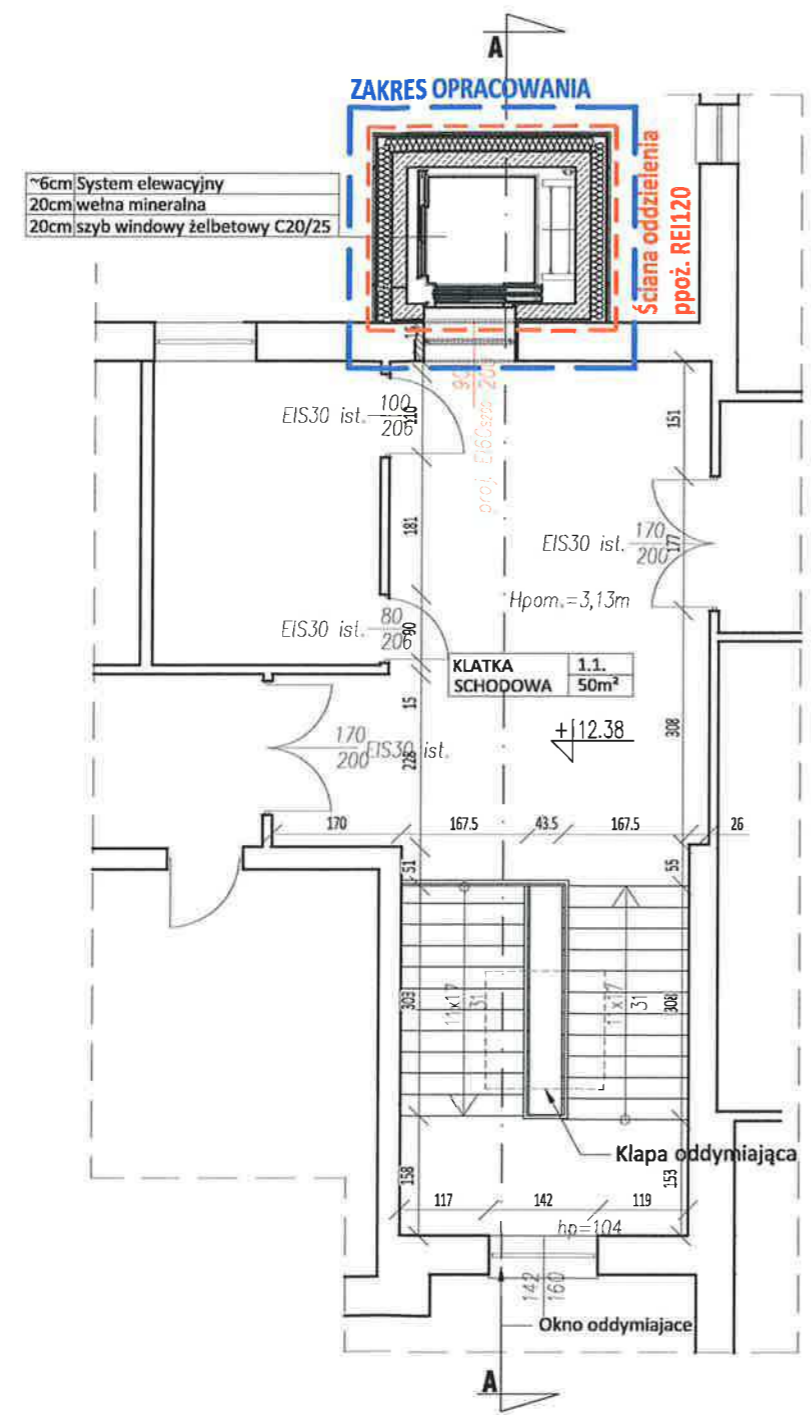 A
ZAKRES OPRACOWANIA
~6cm System elewacyjny
20cm wełna mineralna
20cm szyb windowy żelbetowy C20/25
Ściana oddzielenia
ppoż. REI120
EIS30 ist. 100
206
110
90
205
151
181
EIS30 ist. 170
200
177
Hpom.=3,13m
EIS30 ist. 80
206
90
KLATKA 1.1.
SCHODOWA 50m²
15
170
200
EIS30 ist.
228
+12.38
308
170
167.5
43.5
167.5
26
51
55
303
11x17
31
11x17
31
308
Klapa oddymiająca
158
153
117
142
119
hp=104
142
160
Okno oddymiajace
A